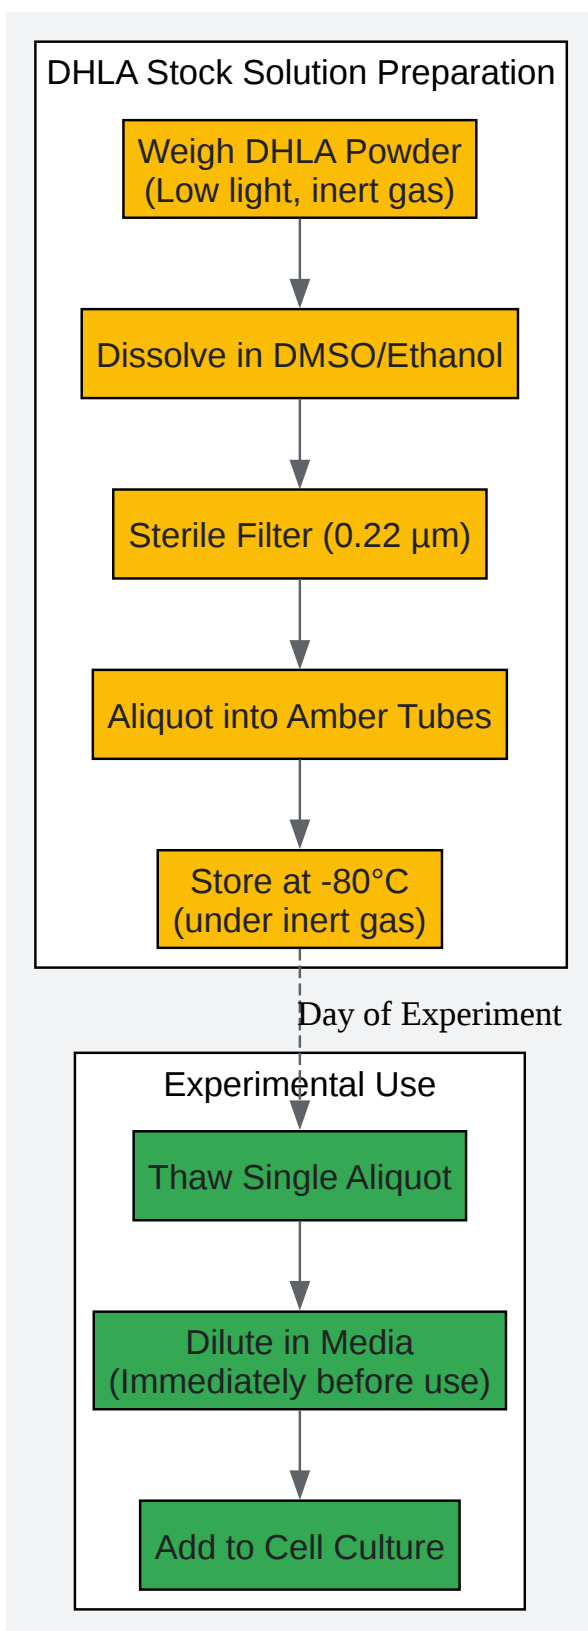 DHLA Stock Solution Preparation
Weigh DHLA Powder
(Low light, inert gas)
Dissolve in DMSO/Ethanol
Sterile Filter (0.22 µm)
Aliquot into Amber Tubes
Store at -80°C
(under inert gas)
Day of Experiment
Experimental Use
Thaw Single Aliquot
Dilute in Media
(Immediately before use)
Add to Cell Culture